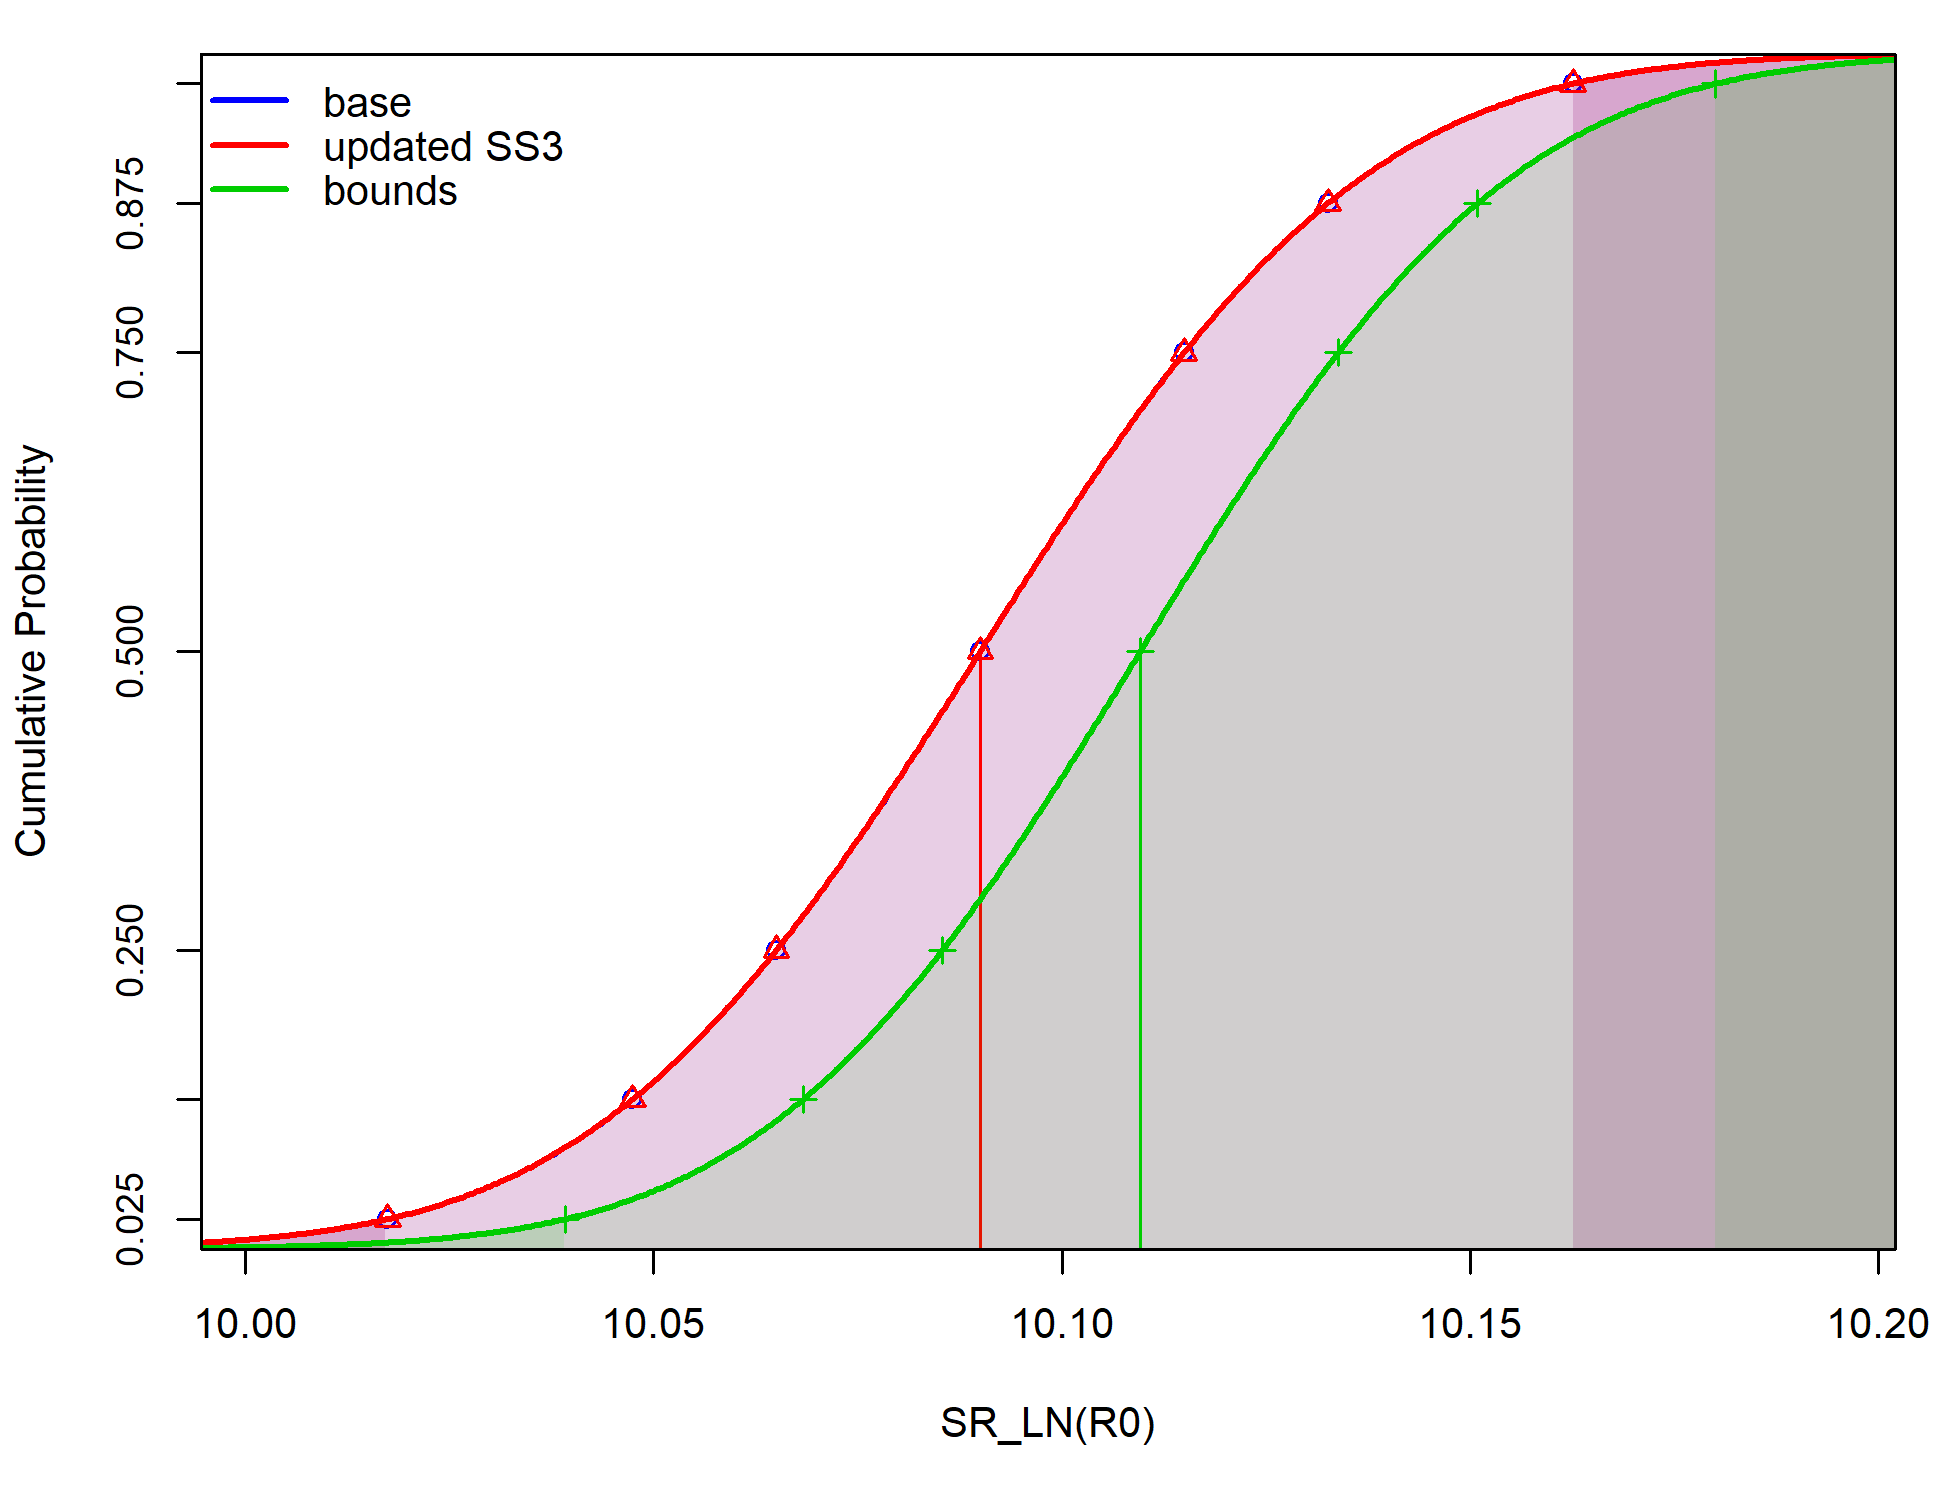 base
updated SS3
bounds
Cumulative Probability
0.875
0.750
0.500
0.250
0.025
10.00 10.05 10.10 10.15 10.20
SR_LN(R0)